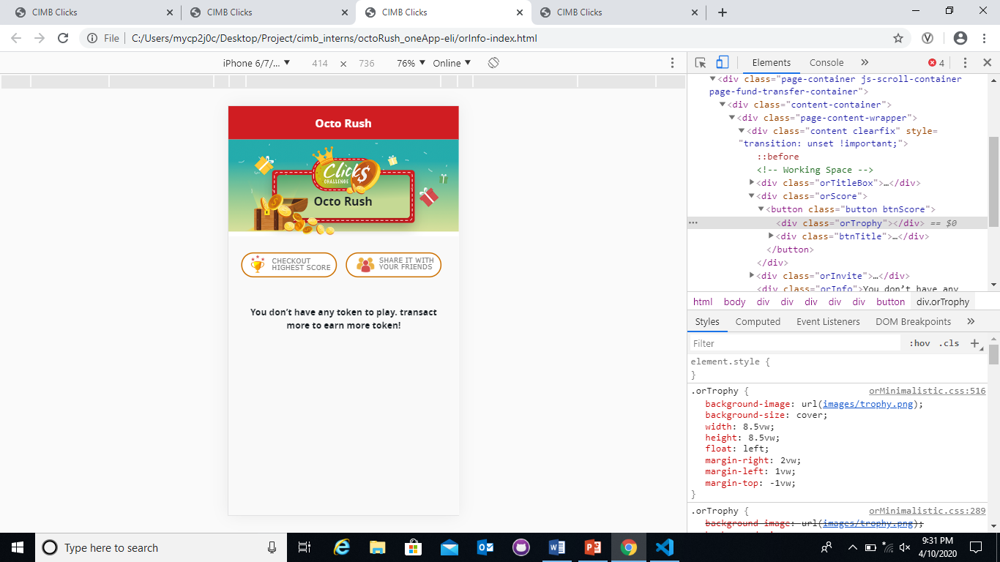 CIMB Clicks
CIMB Clicks
CIMB Clicks
CIMB Clicks
File C:/Users/mycp2j0c/Desktop/Project/cimb_interns/octoRush_oneApp-eli/orInfo-index.html
iPhone 6/7/... ▼ 414 × 736 76% ▼ Online ▼
Octo Rush
Clicks
CHALLENGE
Octo Rush
CHECKOUT
HIGHEST SCORE
SHARE IT WITH
YOUR FRIENDS
You don't have any token to play. transact
more to earn more token!
Elements Console » 4
▼<div class="page-container js-scroll-container
page-fund-transfer-container">
▼<div class="content-container">
▼<div class="page-content-wrapper">
▼<div class="content clearfix" style=
"transition: unset !important;">
::before
<!-- Working Space -->
▶<div class="orTitleBox">…</div>
▼<div class="orScore">
▼<button class="button btnScore">
<div class="orTrophy"></div> == $0
▶<div class="btnTitle">…</div>
</button>
</div>
▶<div class="orInvite">…</div>
<div class="orInfo">You don't have any
html body div div div div div button div.orTrophy
Styles Computed Event Listeners DOM Breakpoints »
Filter :hov .cls +
element.style {
}
.orTrophy { orMinimalistic.css:516
background-image: url(images/trophy.png);
background-size: cover;
width: 8.5vw;
height: 8.5vw;
float: left;
margin-right: 2vw;
margin-left: 1vw;
margin-top: -1vw;
}
.orTrophy { orMinimalistic.css:289
background-image: url(images/trophy.png);
Type here to search
9:31 PM
4/10/2020